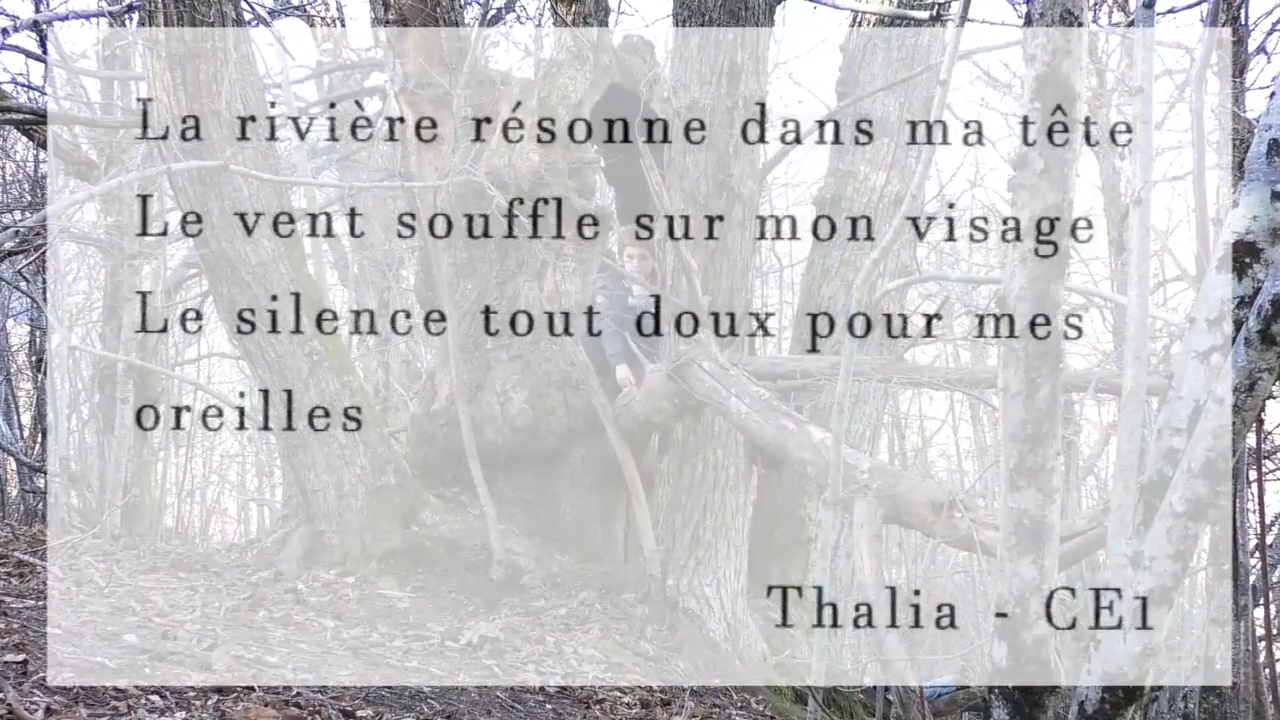 La rivière résonne dans ma tête
Le vent souffle sur mon visage
Le silence tout doux pour mes
oreilles
Thalia - CE1